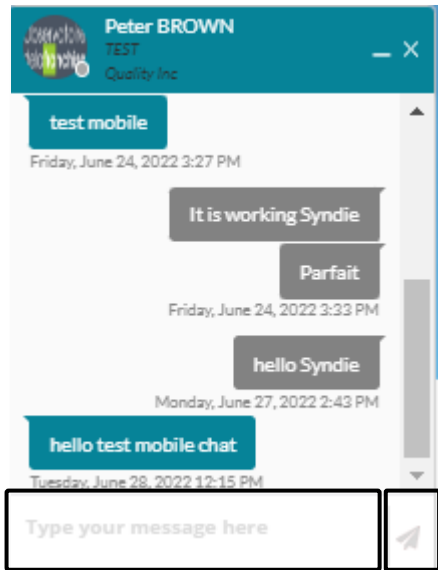 Peter BROWN
TEST
Quality Inc
test mobile
Friday, June 24, 2022 3:27 PM
It is working Syndie
Parfait
Friday, June 24, 2022 3:33 PM
hello Syndie
Monday, June 27, 2022 2:43 PM
hello test mobile chat
Tuesday, June 28, 2022 12:15 PM
Type your message here